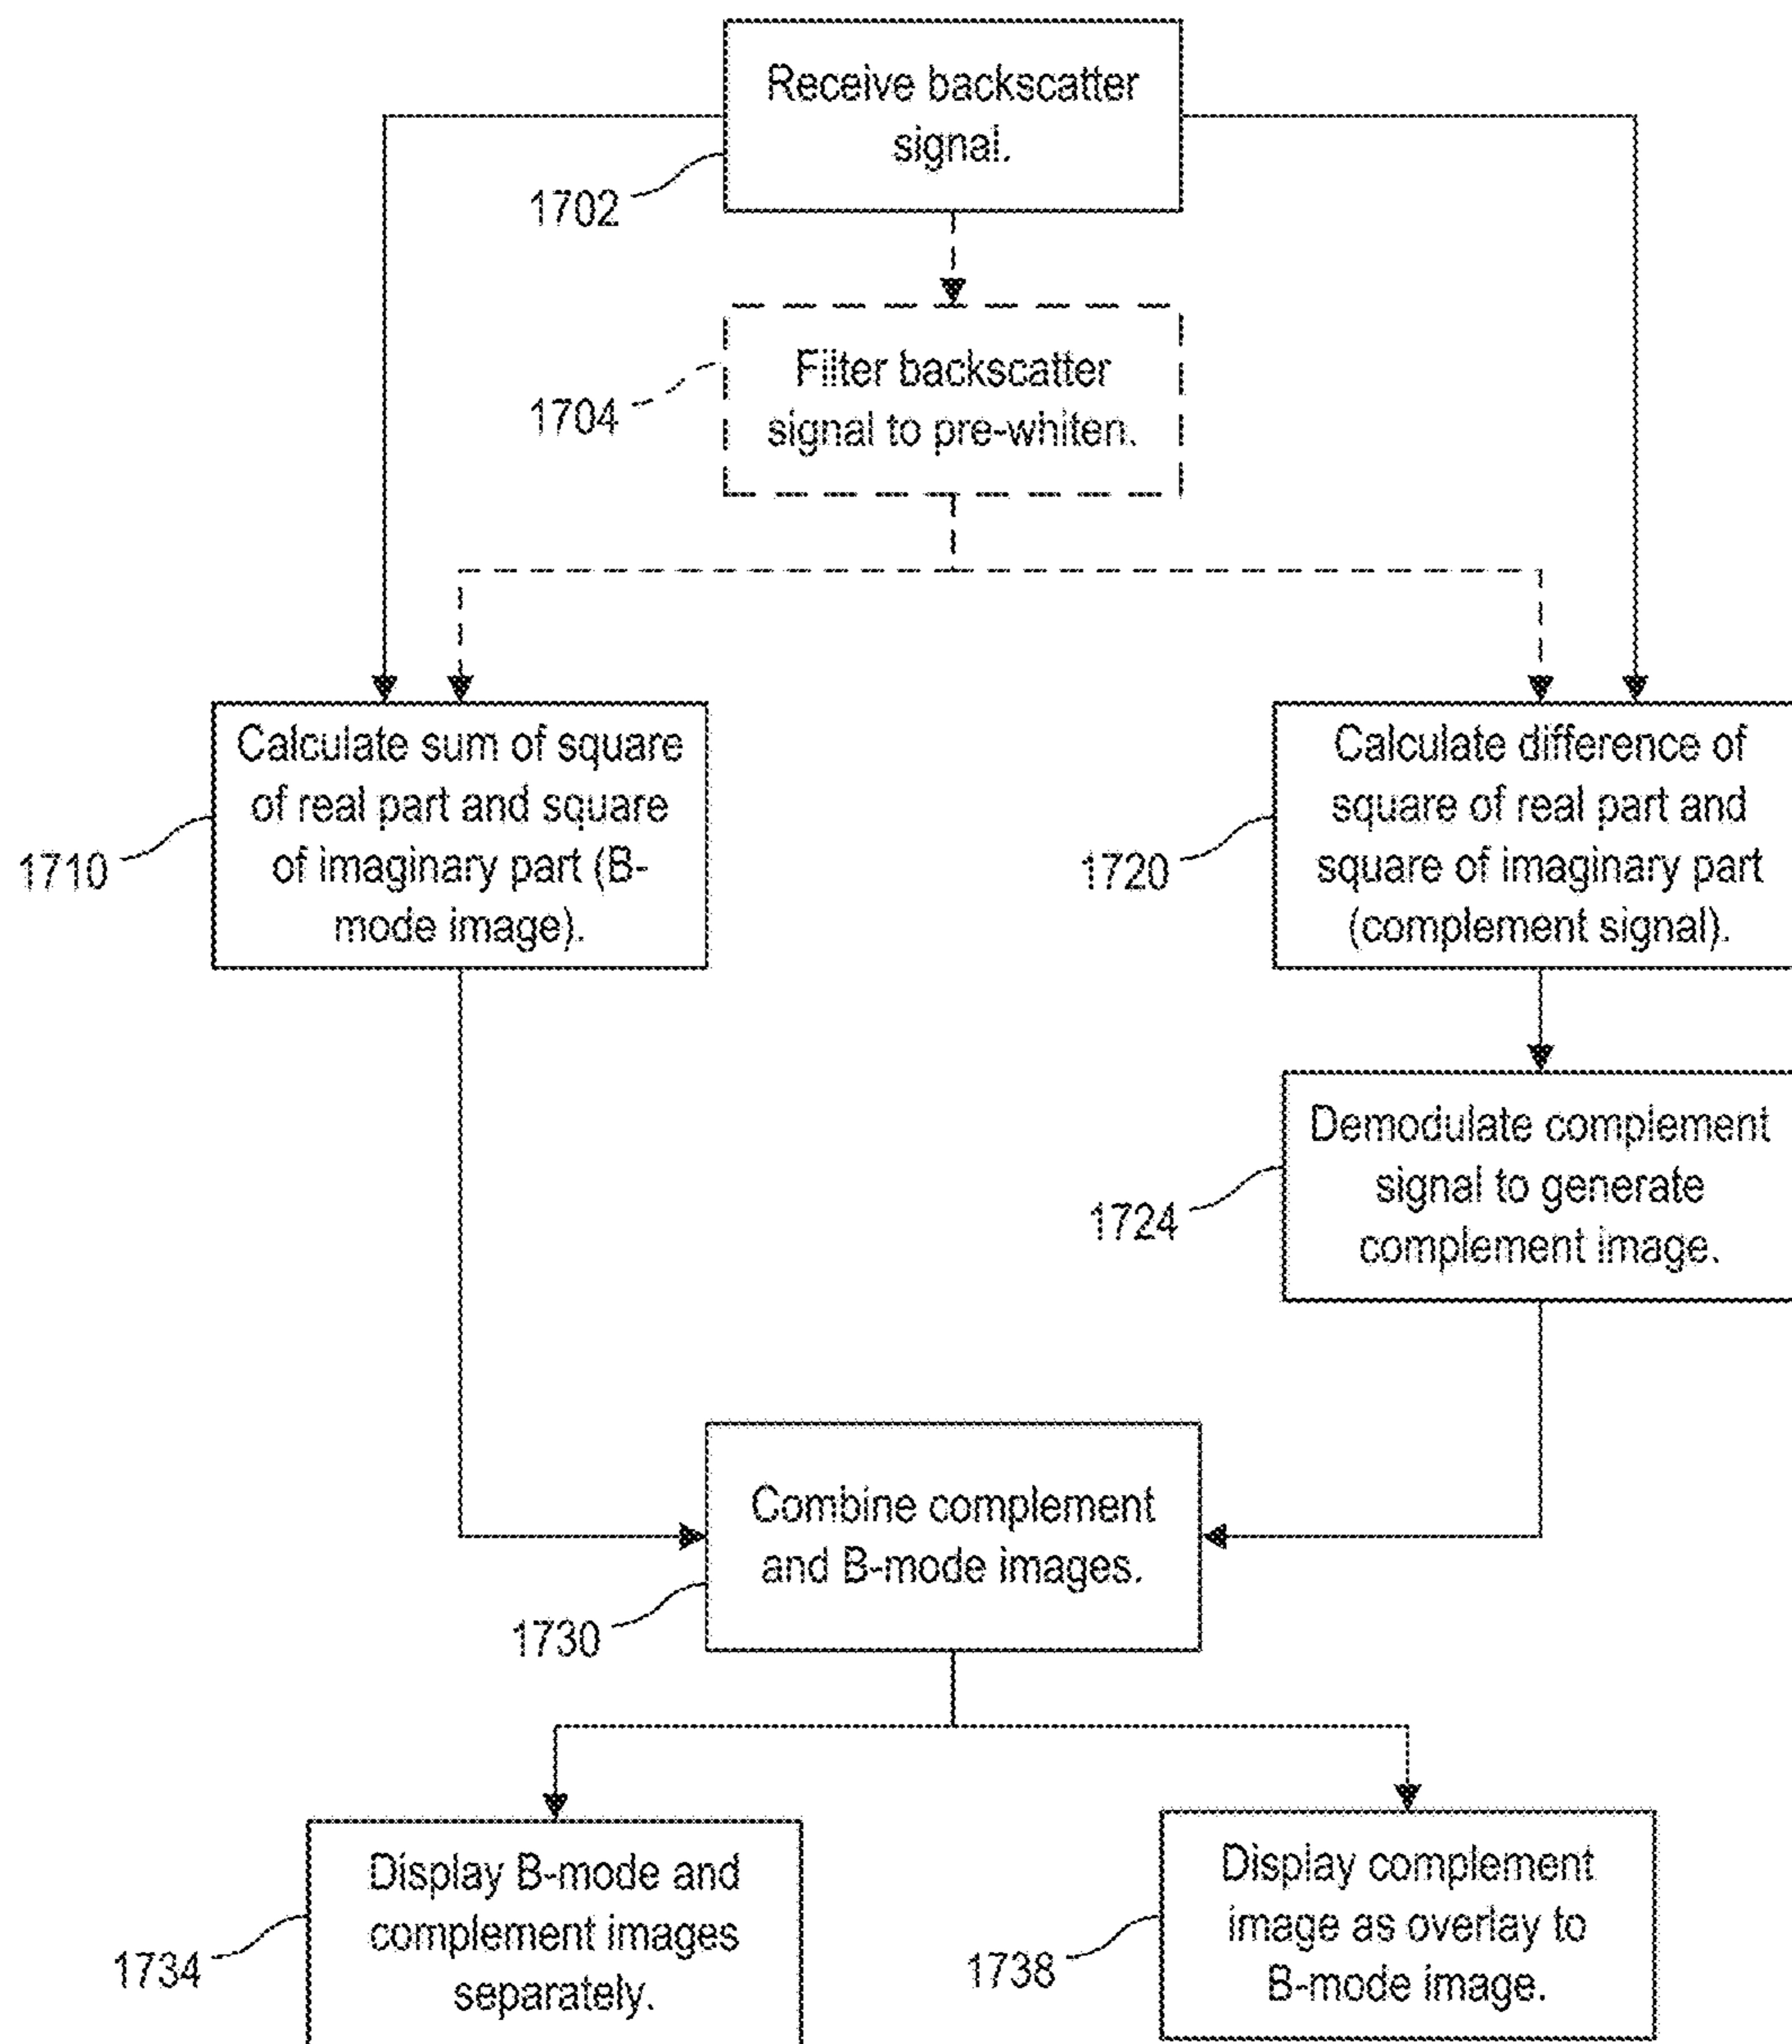 Receive backscatter
signal.
1702
Filter backscatter
signal to pre-whiten.
1704
Calculate sum of square
of real part and square
of imaginary part (B-
mode image).
1710
Calculate difference of
square of real part and
square of imaginary part
(complement signal).
1720
Demodulate complement
signal to generate
complement image.
1724
Combine complement
and B-mode images.
1730
Display B-mode and
complement images
separately.
1734
Display complement
image as overlay to
B-mode image.
1738